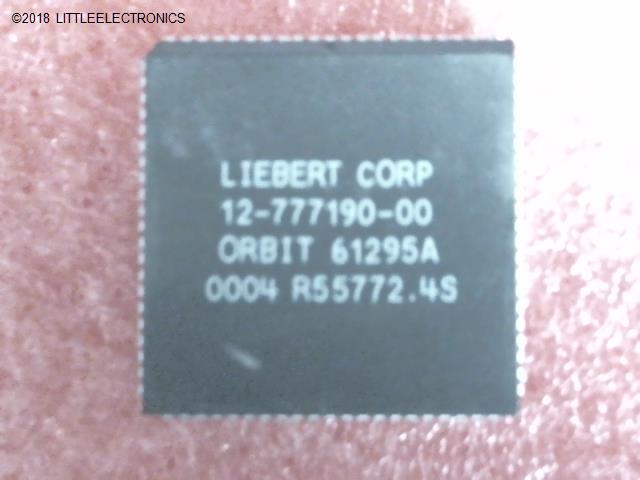 ©2018 LITTLEELECTRONICS
LIEBERT CORP
12-777190-00
ORBIT 61295A
0004 R55772.4S